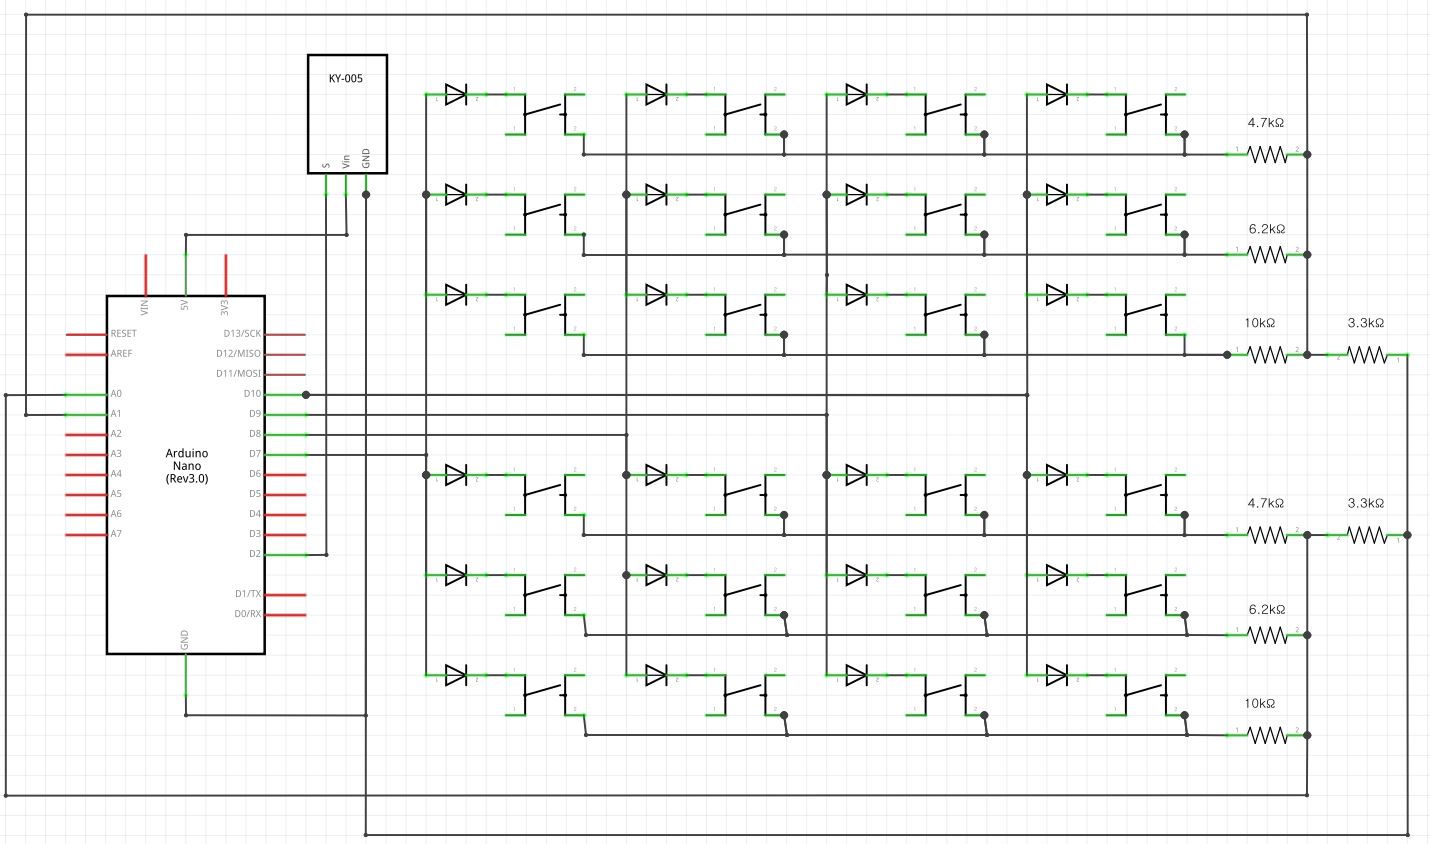 KY-005
S
Vin
GND
4.7kΩ
6.2kΩ
10kΩ
3.3kΩ
VIN
5V
3V3
RESET
AREF
A0
A1
A2
A3
A4
A5
A6
A7
D13/SCK
D12/MISO
D11/MOSI
D10
D9
D8
D7
D6
D5
D4
D3
D2
D1/TX
D0/RX
GND
Arduino
Nano
(Rev3.0)
4.7kΩ
3.3kΩ
6.2kΩ
10kΩ